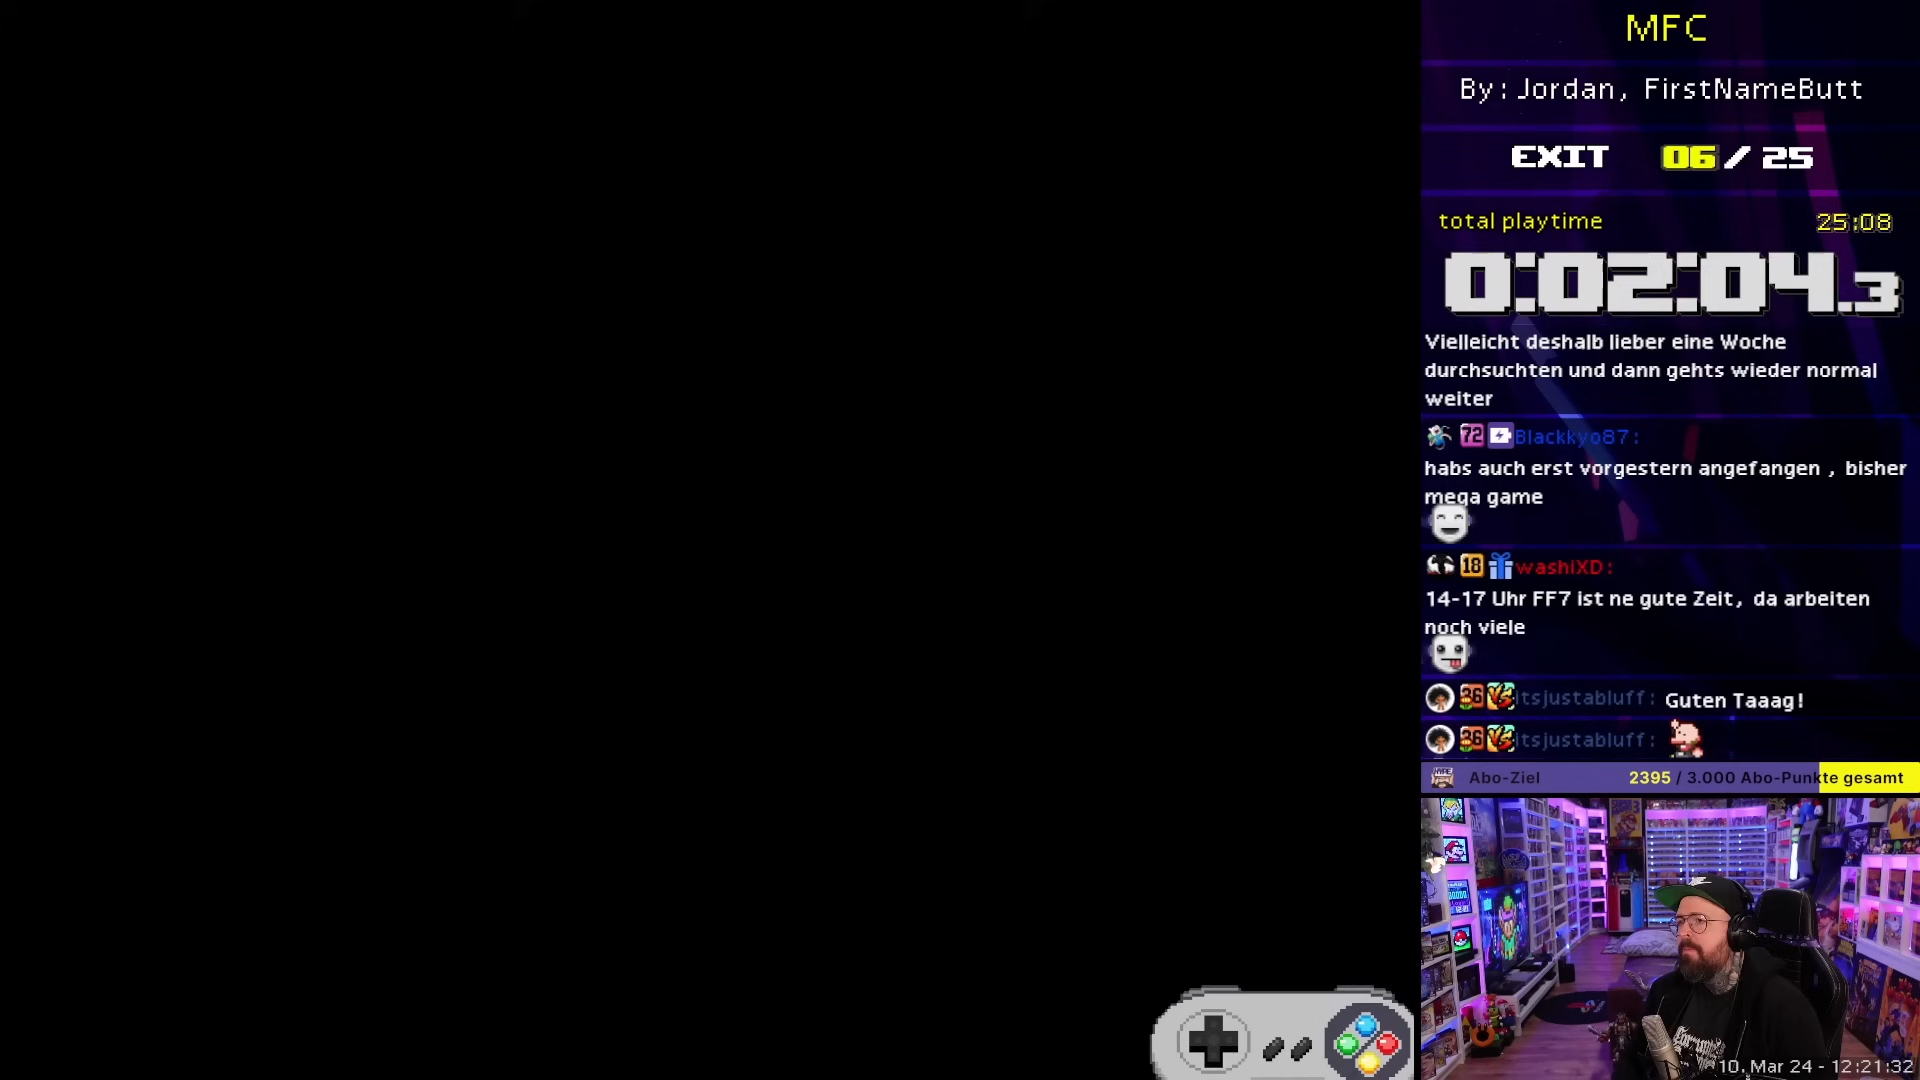 MFC
By: Jordan, FirstNameButt
EXIT 06 / 25
total playtime 25:08
0:02:04.3
Vielleicht deshalb lieber eine Woche
durchsuchten und dann gehts wieder normal
weiter
72 Blackkyo87:
habs auch erst vorgestern angefangen , bisher
mega game
18 washiXD:
14-17 Uhr FF7 ist ne gute Zeit, da arbeiten
noch viele
36 VS Itsjustabluff: Guten Taaag!
36 VS Itsjustabluff:
HYPE Abo-Ziel 2395 / 3.000 Abo-Punkte gesamt
10. Mar 24 - 12:21:32